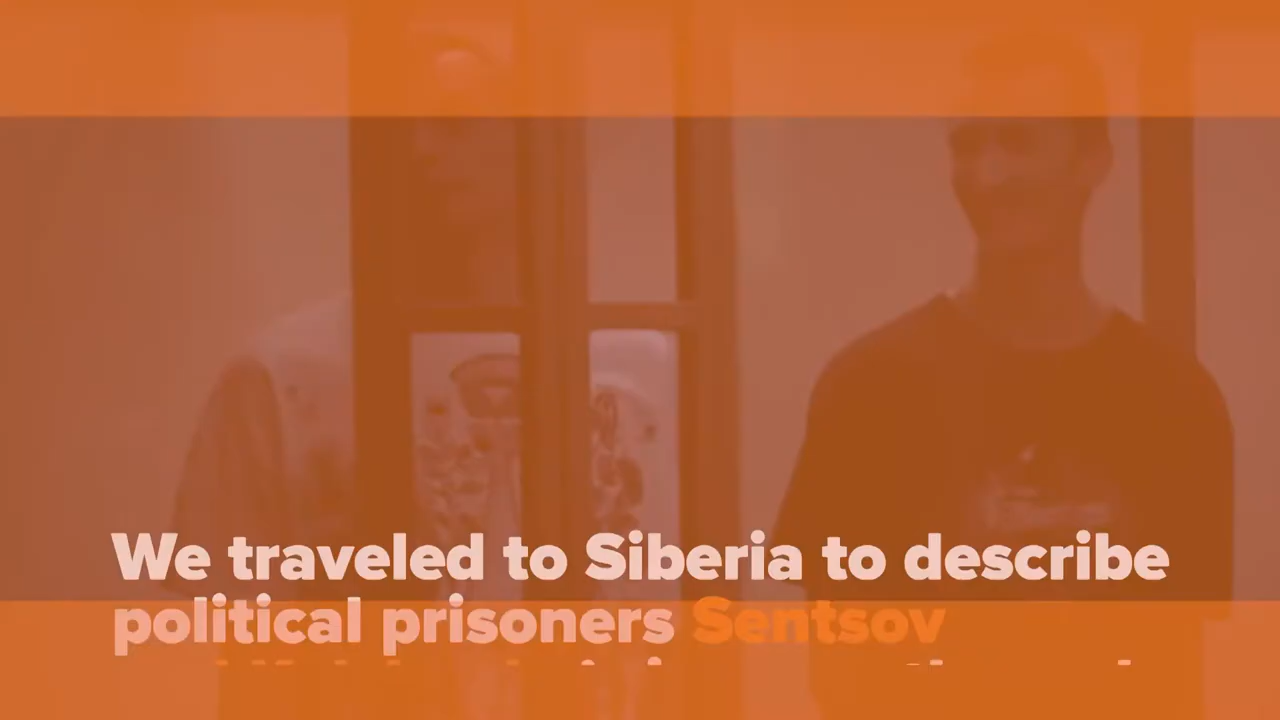 We traveled to Siberia to describe
political prisoners Sentsov